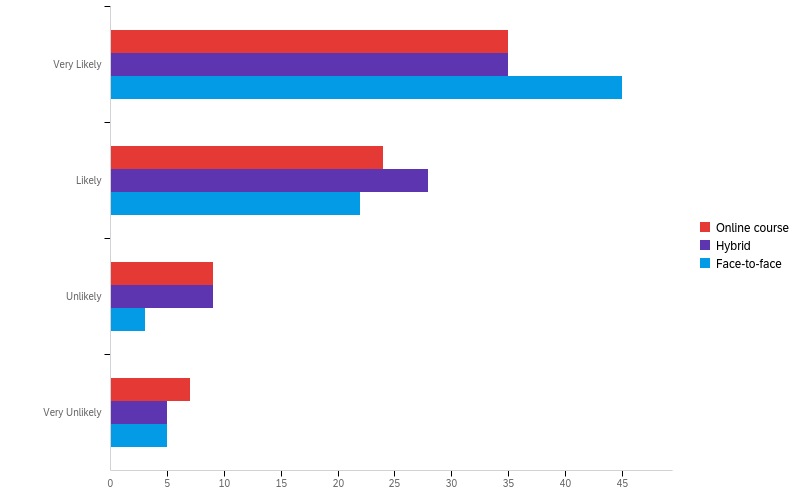 Very Likely
Likely
Unlikely
Very Unlikely
0 5 10 15 20 25 30 35 40 45
Online course
Hybrid
Face-to-face